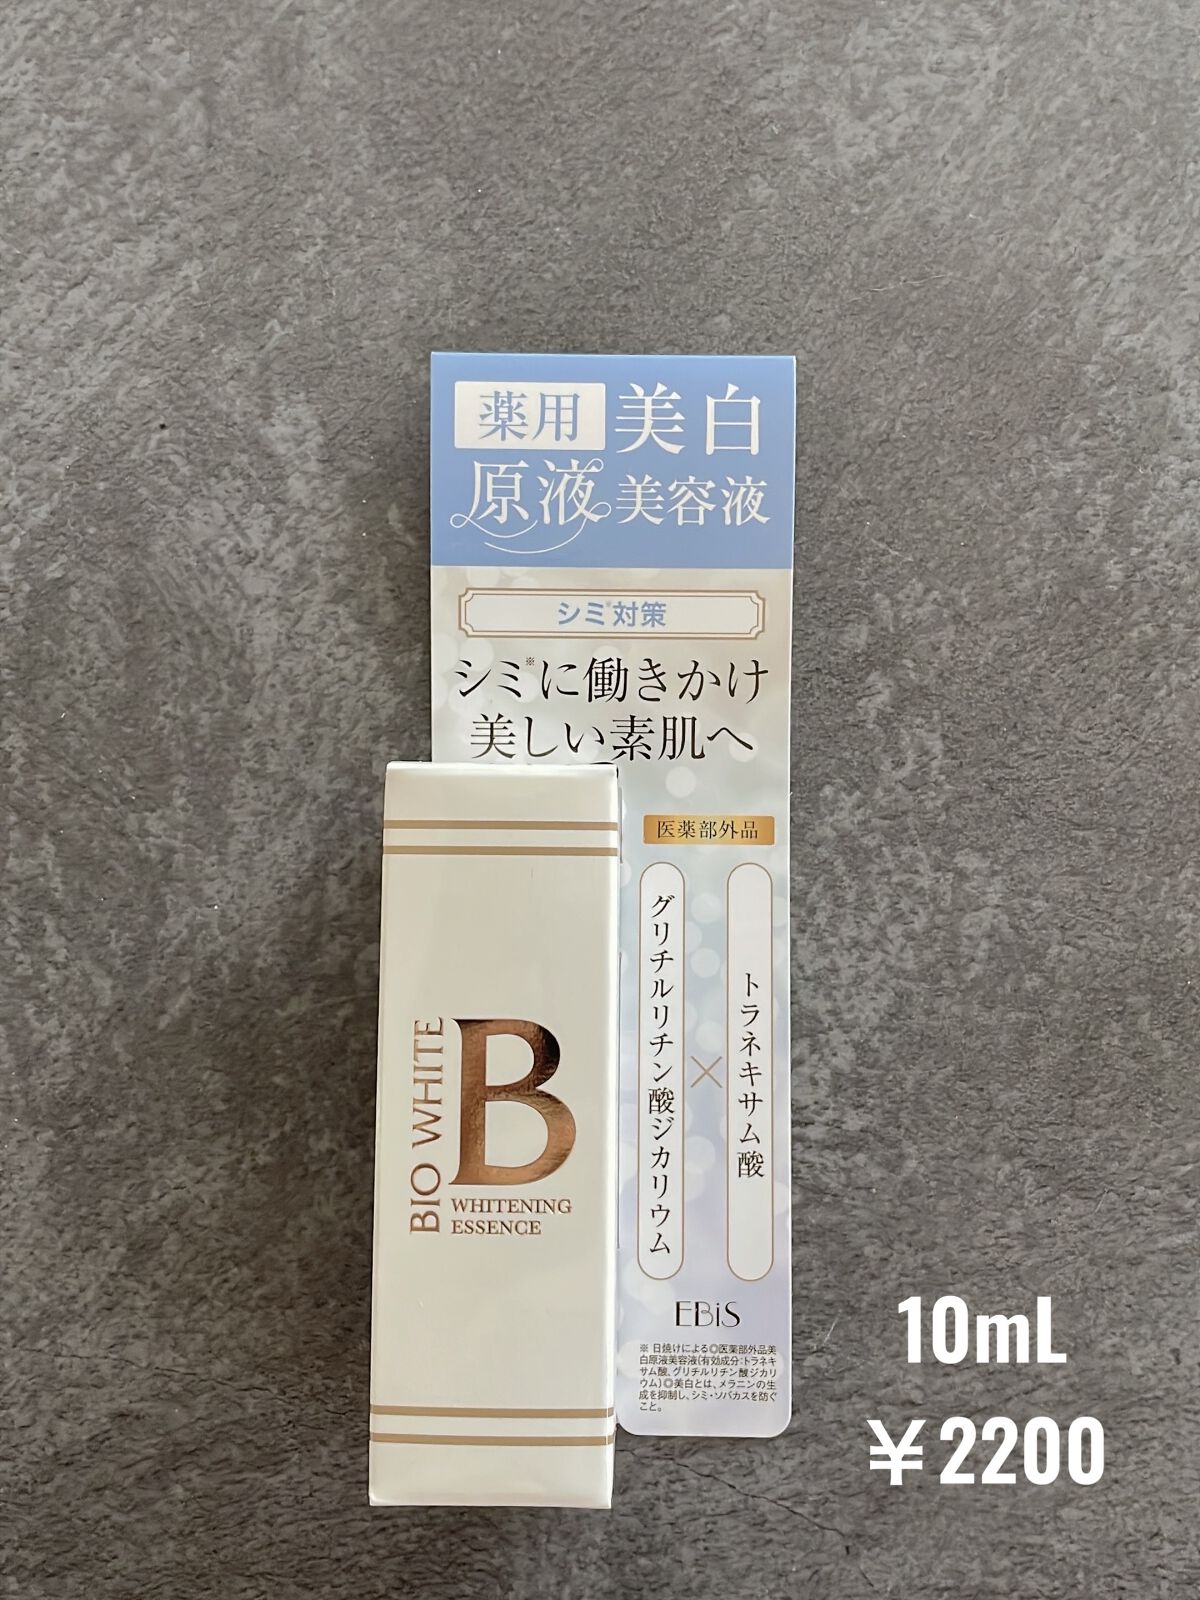 薬用 美白
原液 美容液
シミ※対策
シミ※に働きかけ
美しい素肌へ
医薬部外品
トラネキサム酸
×
グリチルリチン酸ジカリウム
EBiS
※ 日焼けによる◎医薬部外品美
白原液美容液(有効成分:トラネキ
サム酸、グリチルリチン酸ジカリ
ウム)◎美白とは、メラニンの生
成を抑制し、シミ・ソバカスを防ぐ
こと。
BIO WHITE
B
WHITENING
ESSENCE
10mL
￥2200